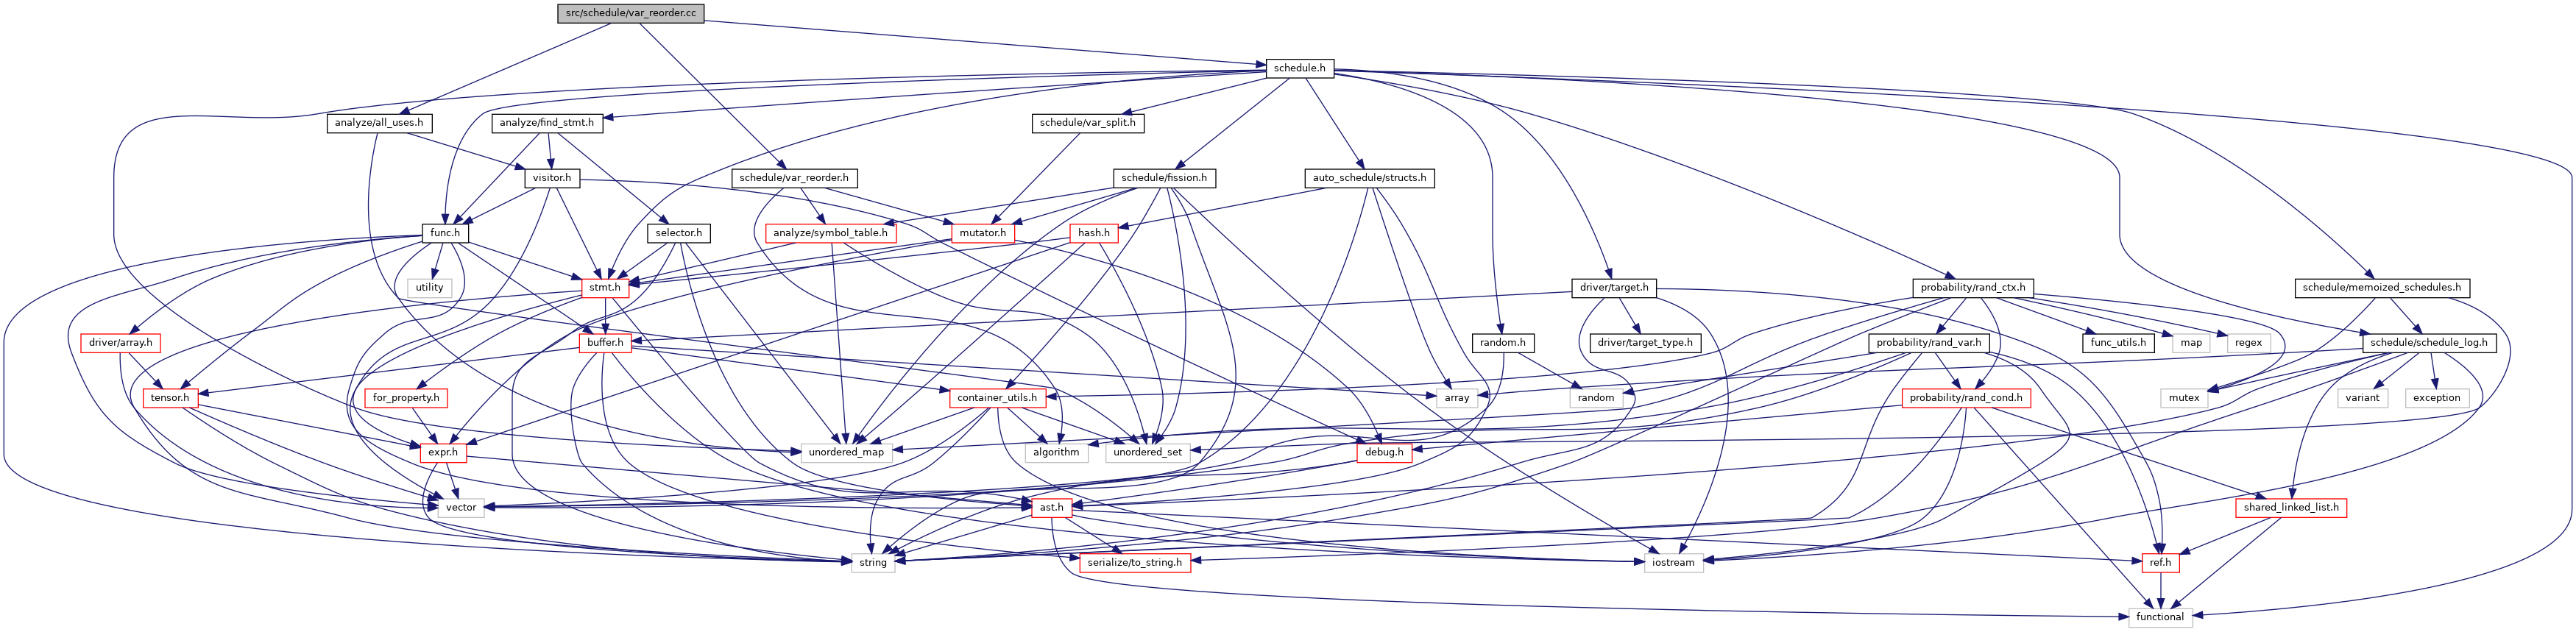 src/schedule/var_reorder.cc
schedule.h
analyze/all_uses.h
analyze/find_stmt.h
schedule/var_split.h
visitor.h
schedule/var_reorder.h
schedule/fission.h
auto_schedule/structs.h
func.h
selector.h
analyze/symbol_table.h
mutator.h
hash.h
utility
stmt.h
driver/target.h
probability/rand_ctx.h
schedule/memoized_schedules.h
driver/array.h
buffer.h
random.h
driver/target_type.h
probability/rand_var.h
func_utils.h
map
regex
schedule/schedule_log.h
tensor.h
for_property.h
container_utils.h
array
random
probability/rand_cond.h
mutex
variant
exception
expr.h
unordered_map
algorithm
unordered_set
debug.h
vector
ast.h
shared_linked_list.h
string
serialize/to_string.h
iostream
ref.h
functional